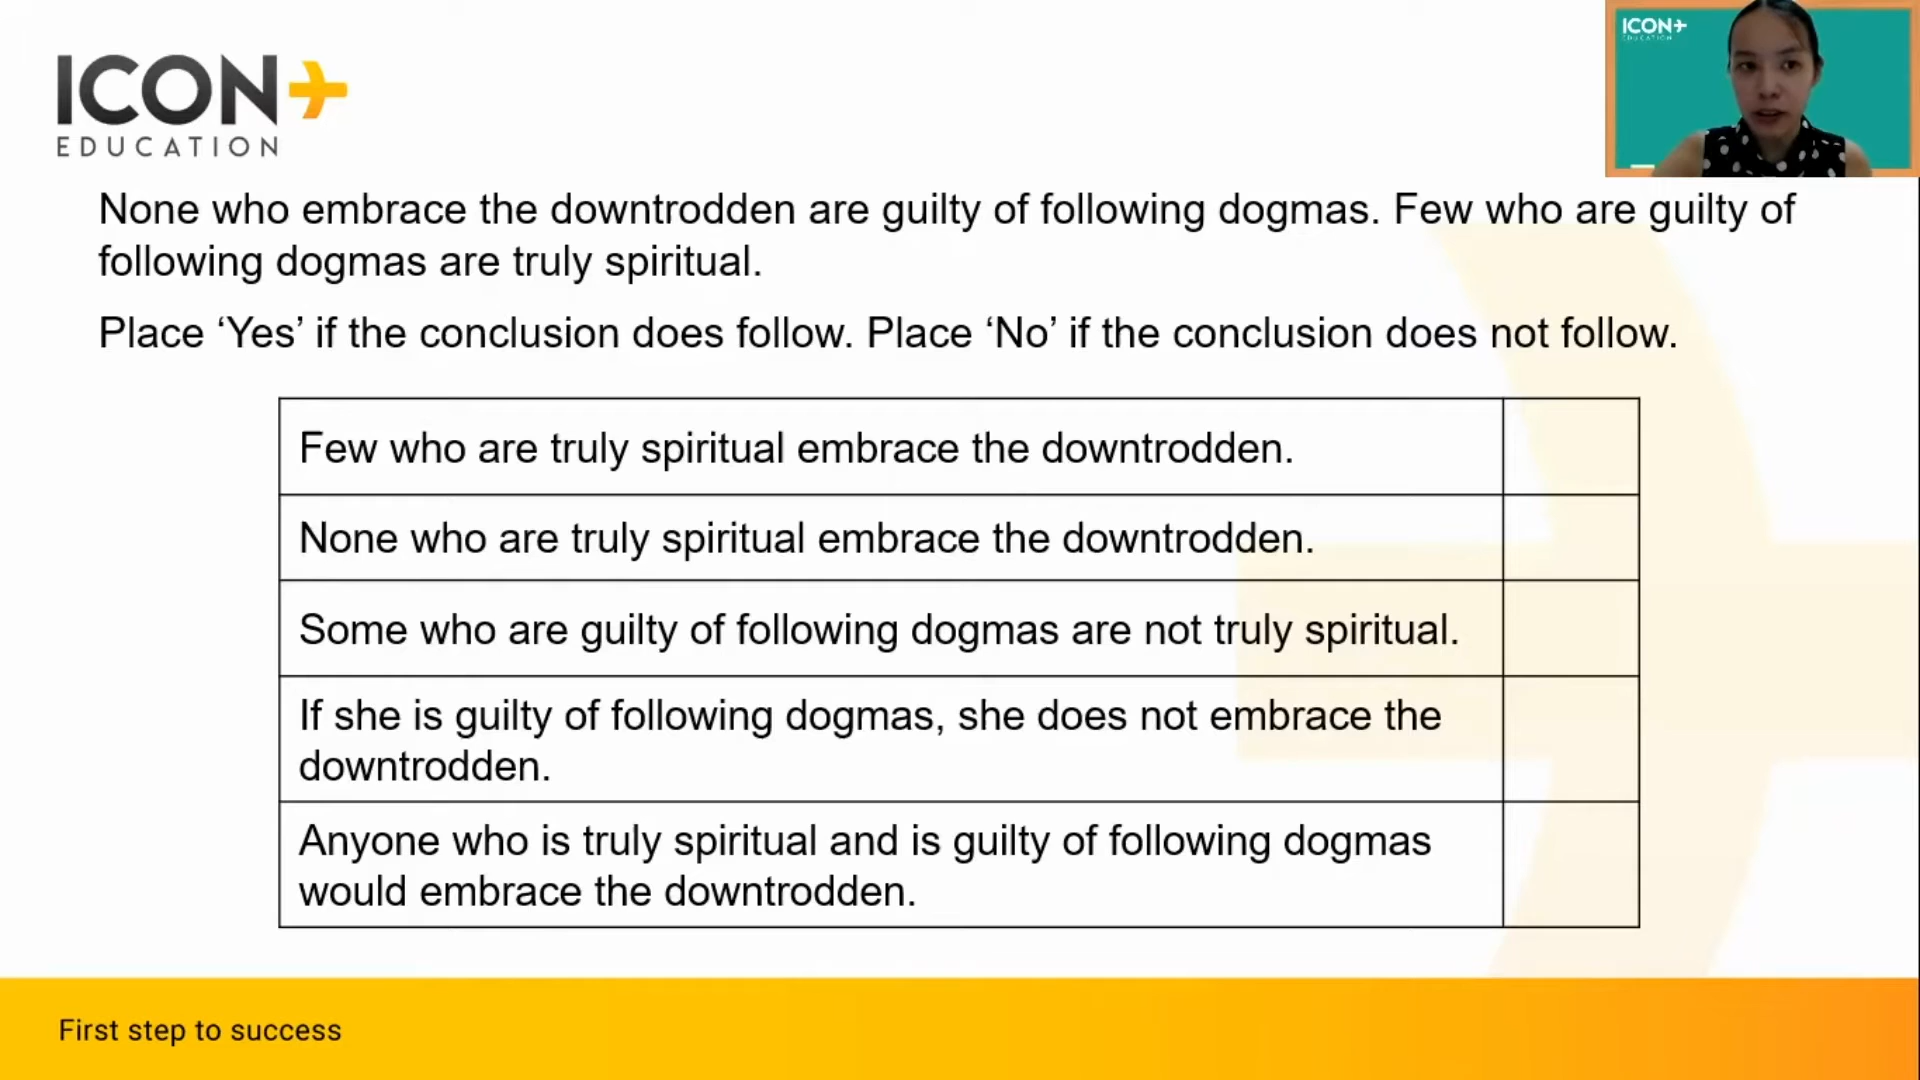 ICON
EDUCATION
ICON
EDUCATION
None who embrace the downtrodden are guilty of following dogmas. Few who are guilty of
following dogmas are truly spiritual.
Place ‘Yes’ if the conclusion does follow. Place ‘No’ if the conclusion does not follow.
Few who are truly spiritual embrace the downtrodden.
None who are truly spiritual embrace the downtrodden.
Some who are guilty of following dogmas are not truly spiritual.
If she is guilty of following dogmas, she does not embrace the
downtrodden.
Anyone who is truly spiritual and is guilty of following dogmas
would embrace the downtrodden.
First step to success